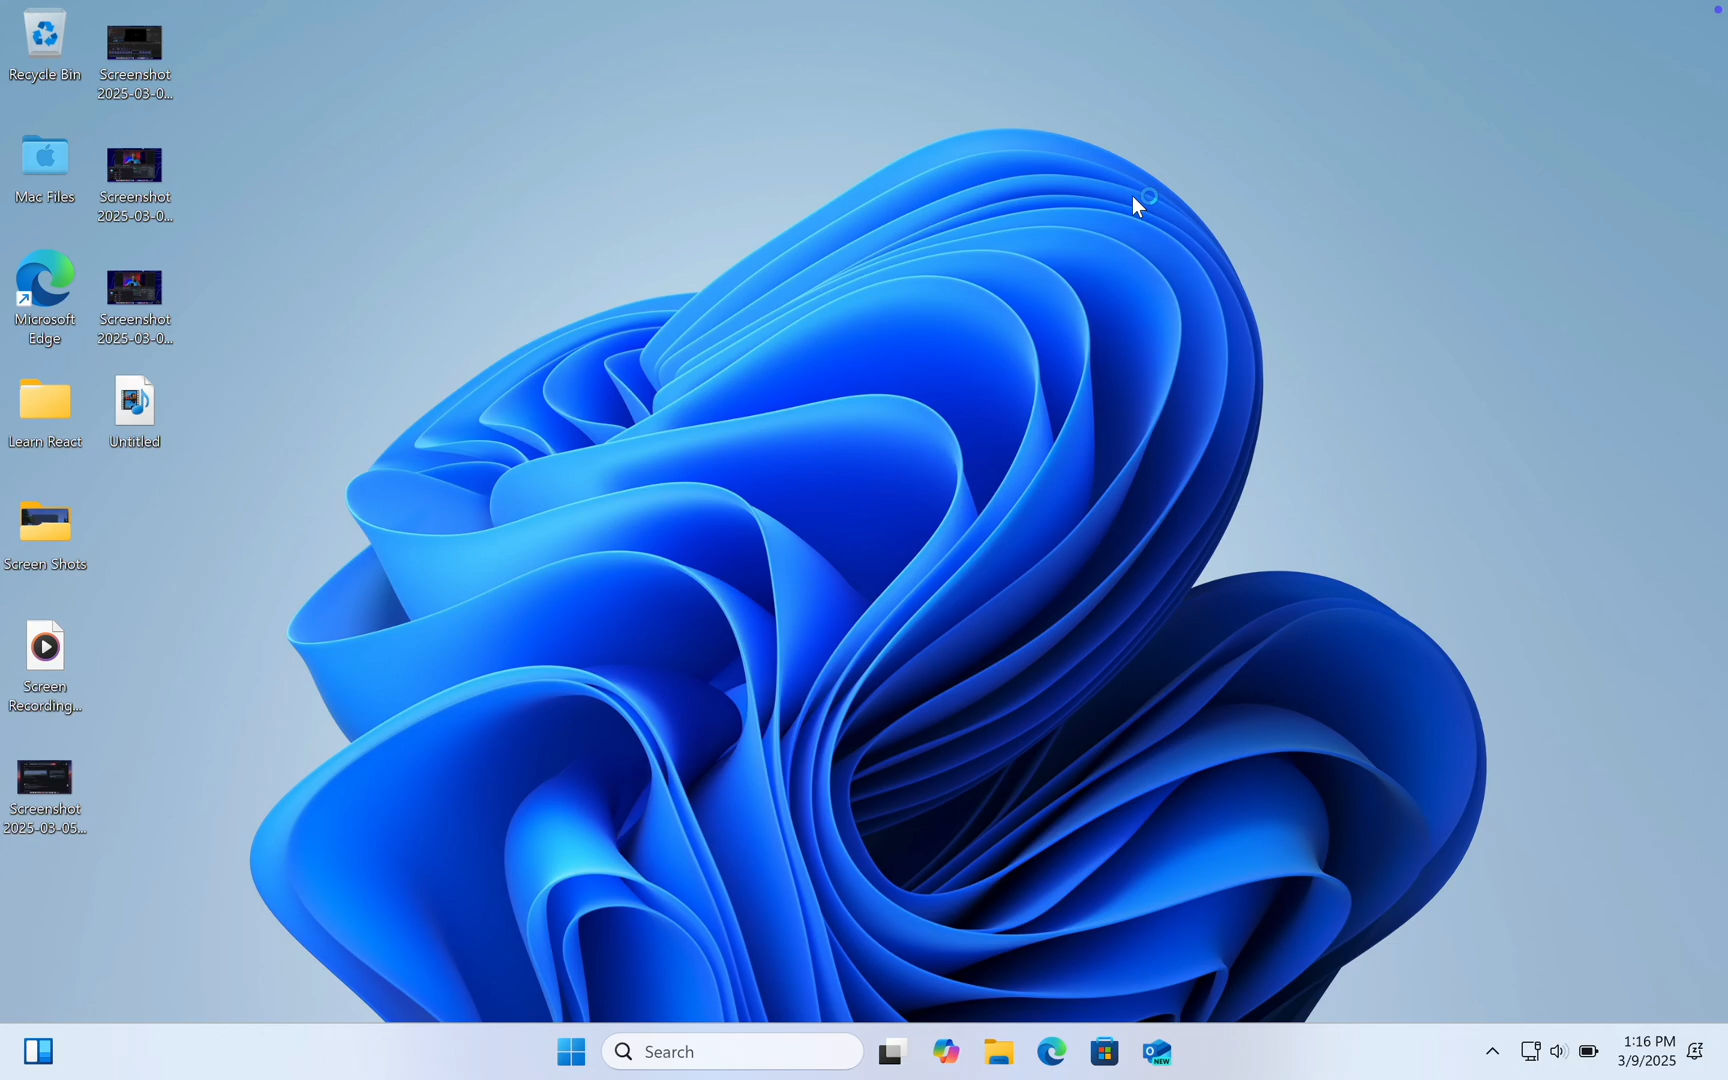 Recycle Bin
Screenshot
2025-03-0...
Mac Files
Screenshot
2025-03-0...
Microsoft
Edge
Screenshot
2025-03-0...
Learn React
Untitled
Screen Shots
Screen
Recording...
Screenshot
2025-03-05...
Search
NEW
1:16 PM
3/9/2025